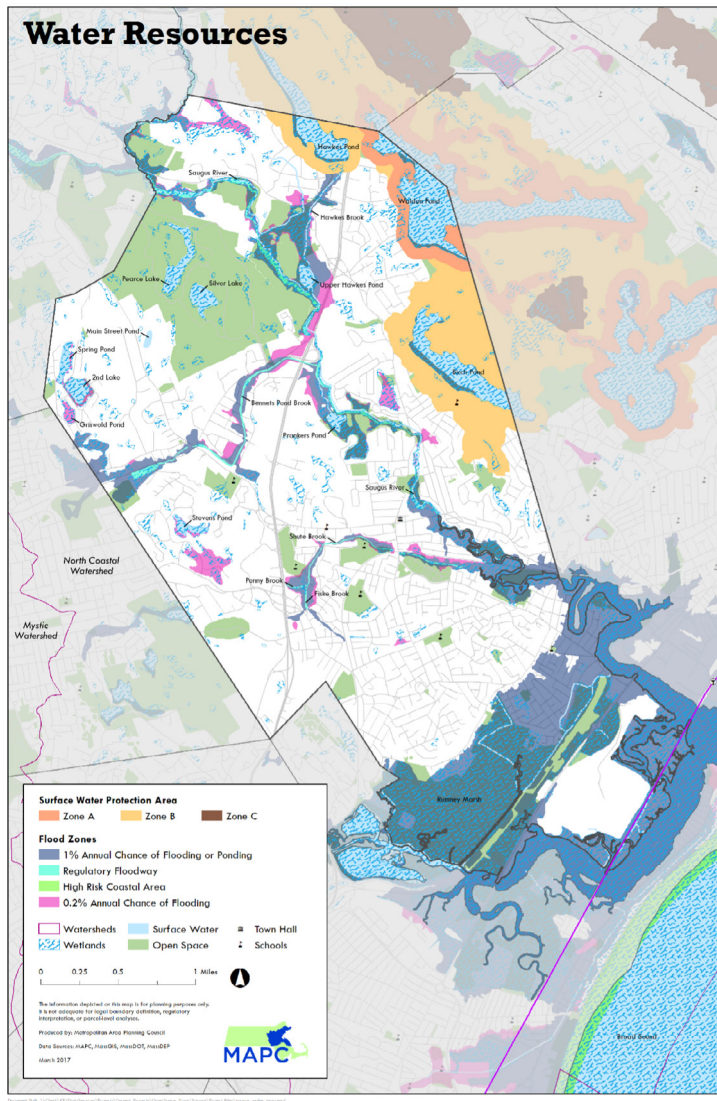 Water Resources
Hawkes Pond
Saugus River
Walden Pond
Hawkes Brook
Pearce Lake
Silver Lake
Upper Hawkes Pond
Main Street Pond
Spring Pond
2nd Lake
Birch Pond
Bennets Pond Brook
Griswold Pond
Prankers Pond
Saugus River
Stevens Pond
Shute Brook
North Coastal
Watershed
Penny Brook
Fiske Brook
Mystic
Watershed
Rumney Marsh
Broad Sound
Surface Water Protection Area
Zone A
Zone B
Zone C
Flood Zones
1% Annual Chance of Flooding or Ponding
Regulatory Floodway
High Risk Coastal Area
0.2% Annual Chance of Flooding
Watersheds
Surface Water
Town Hall
Wetlands
Open Space
Schools
0 0.25 0.5 1 Miles
The information depicted on this map is for planning purposes only.
It is not adequate for legal boundary definition, regulatory
interpretation, or parcel-level analyses.
Produced by: Metropolitan Area Planning Council
Data Sources: MAPC, MassGIS, MassDOT, MassDEP
March 2017
MAPC